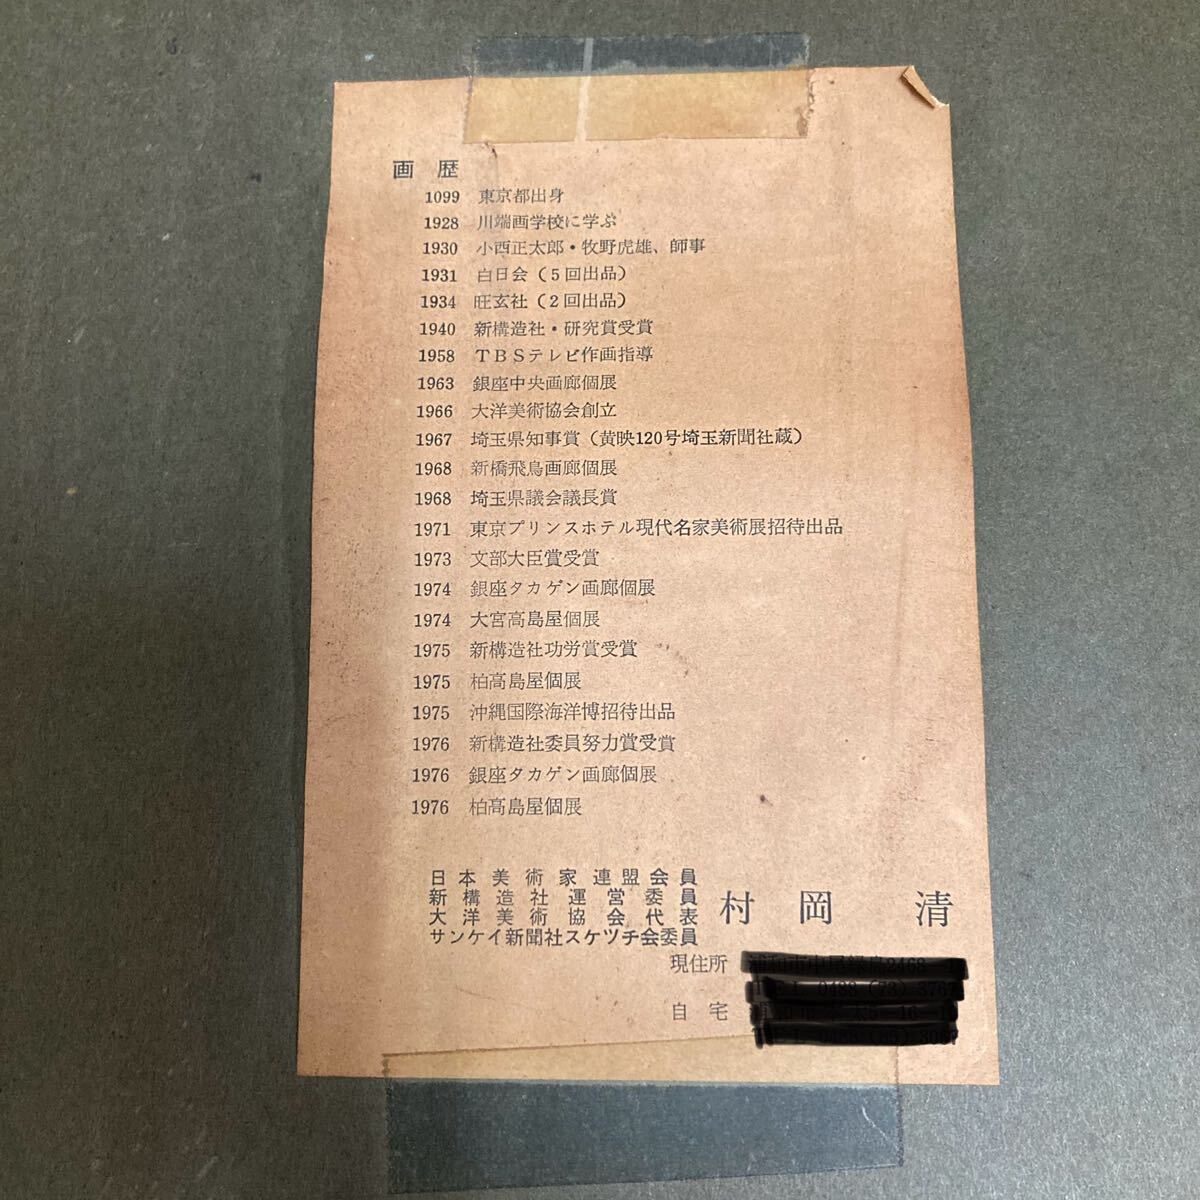 画歴
1099 東京都出身
1928 川端画学校に学ぶ
1930 小西正太郎・牧野虎雄、師事
1931 白日会(5回出品)
1934 旺玄社(2回出品)
1940 新構造社・研究賞受賞
1958 TBSテレビ作画指導
1963 銀座中央画廊個展
1966 大洋美術協会創立
1967 埼玉県知事賞(黄映120号埼玉新聞社蔵)
1968 新橋飛鳥画廊個展
1968 埼玉県議会議長賞
1971 東京プリンスホテル現代名家美術展招待出品
1973 文部大臣賞受賞
1974 銀座タカゲン画廊個展
1974 大宮高島屋個展
1975 新構造社功労賞受賞
1975 柏高島屋個展
1975 沖縄国際海洋博招待出品
1976 新構造社委員努力賞受賞
1976 銀座タカゲン画廊個展
1976 柏高島屋個展
日本美術家連盟会員
新構造社運営委員
大洋美術協会代表
サンケイ新聞社スケツチ会委員
村岡清
現住所
自宅